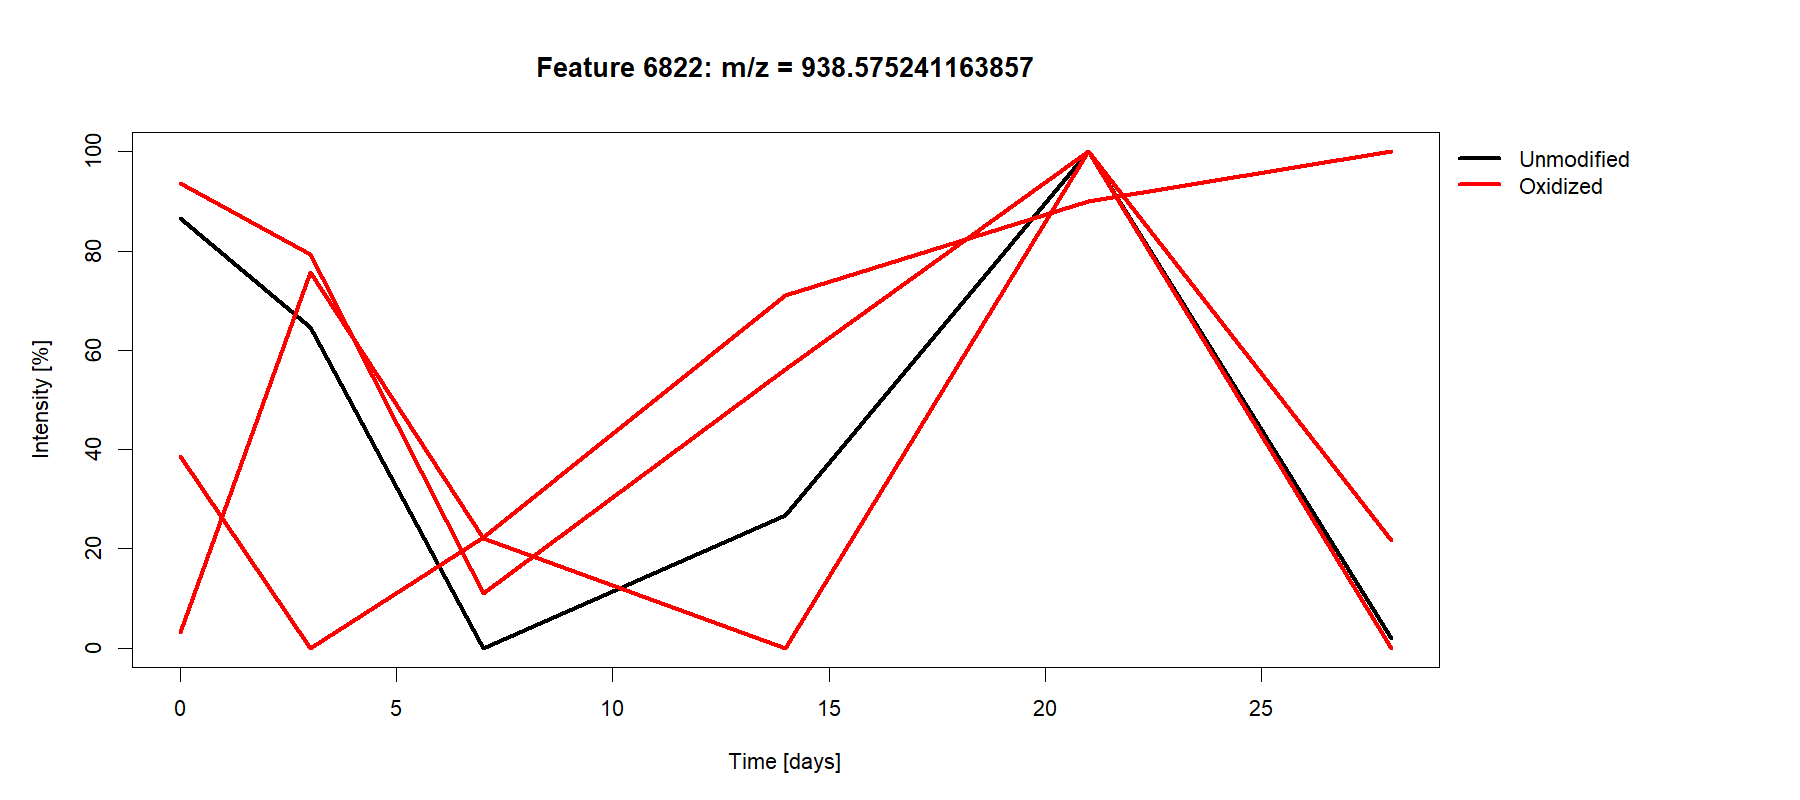 Feature 6822: m/z = 938.575241163857
Unmodified
Oxidized
Intensity [%]
100
80
60
40
20
0
0 5 10 15 20 25
Time [days]